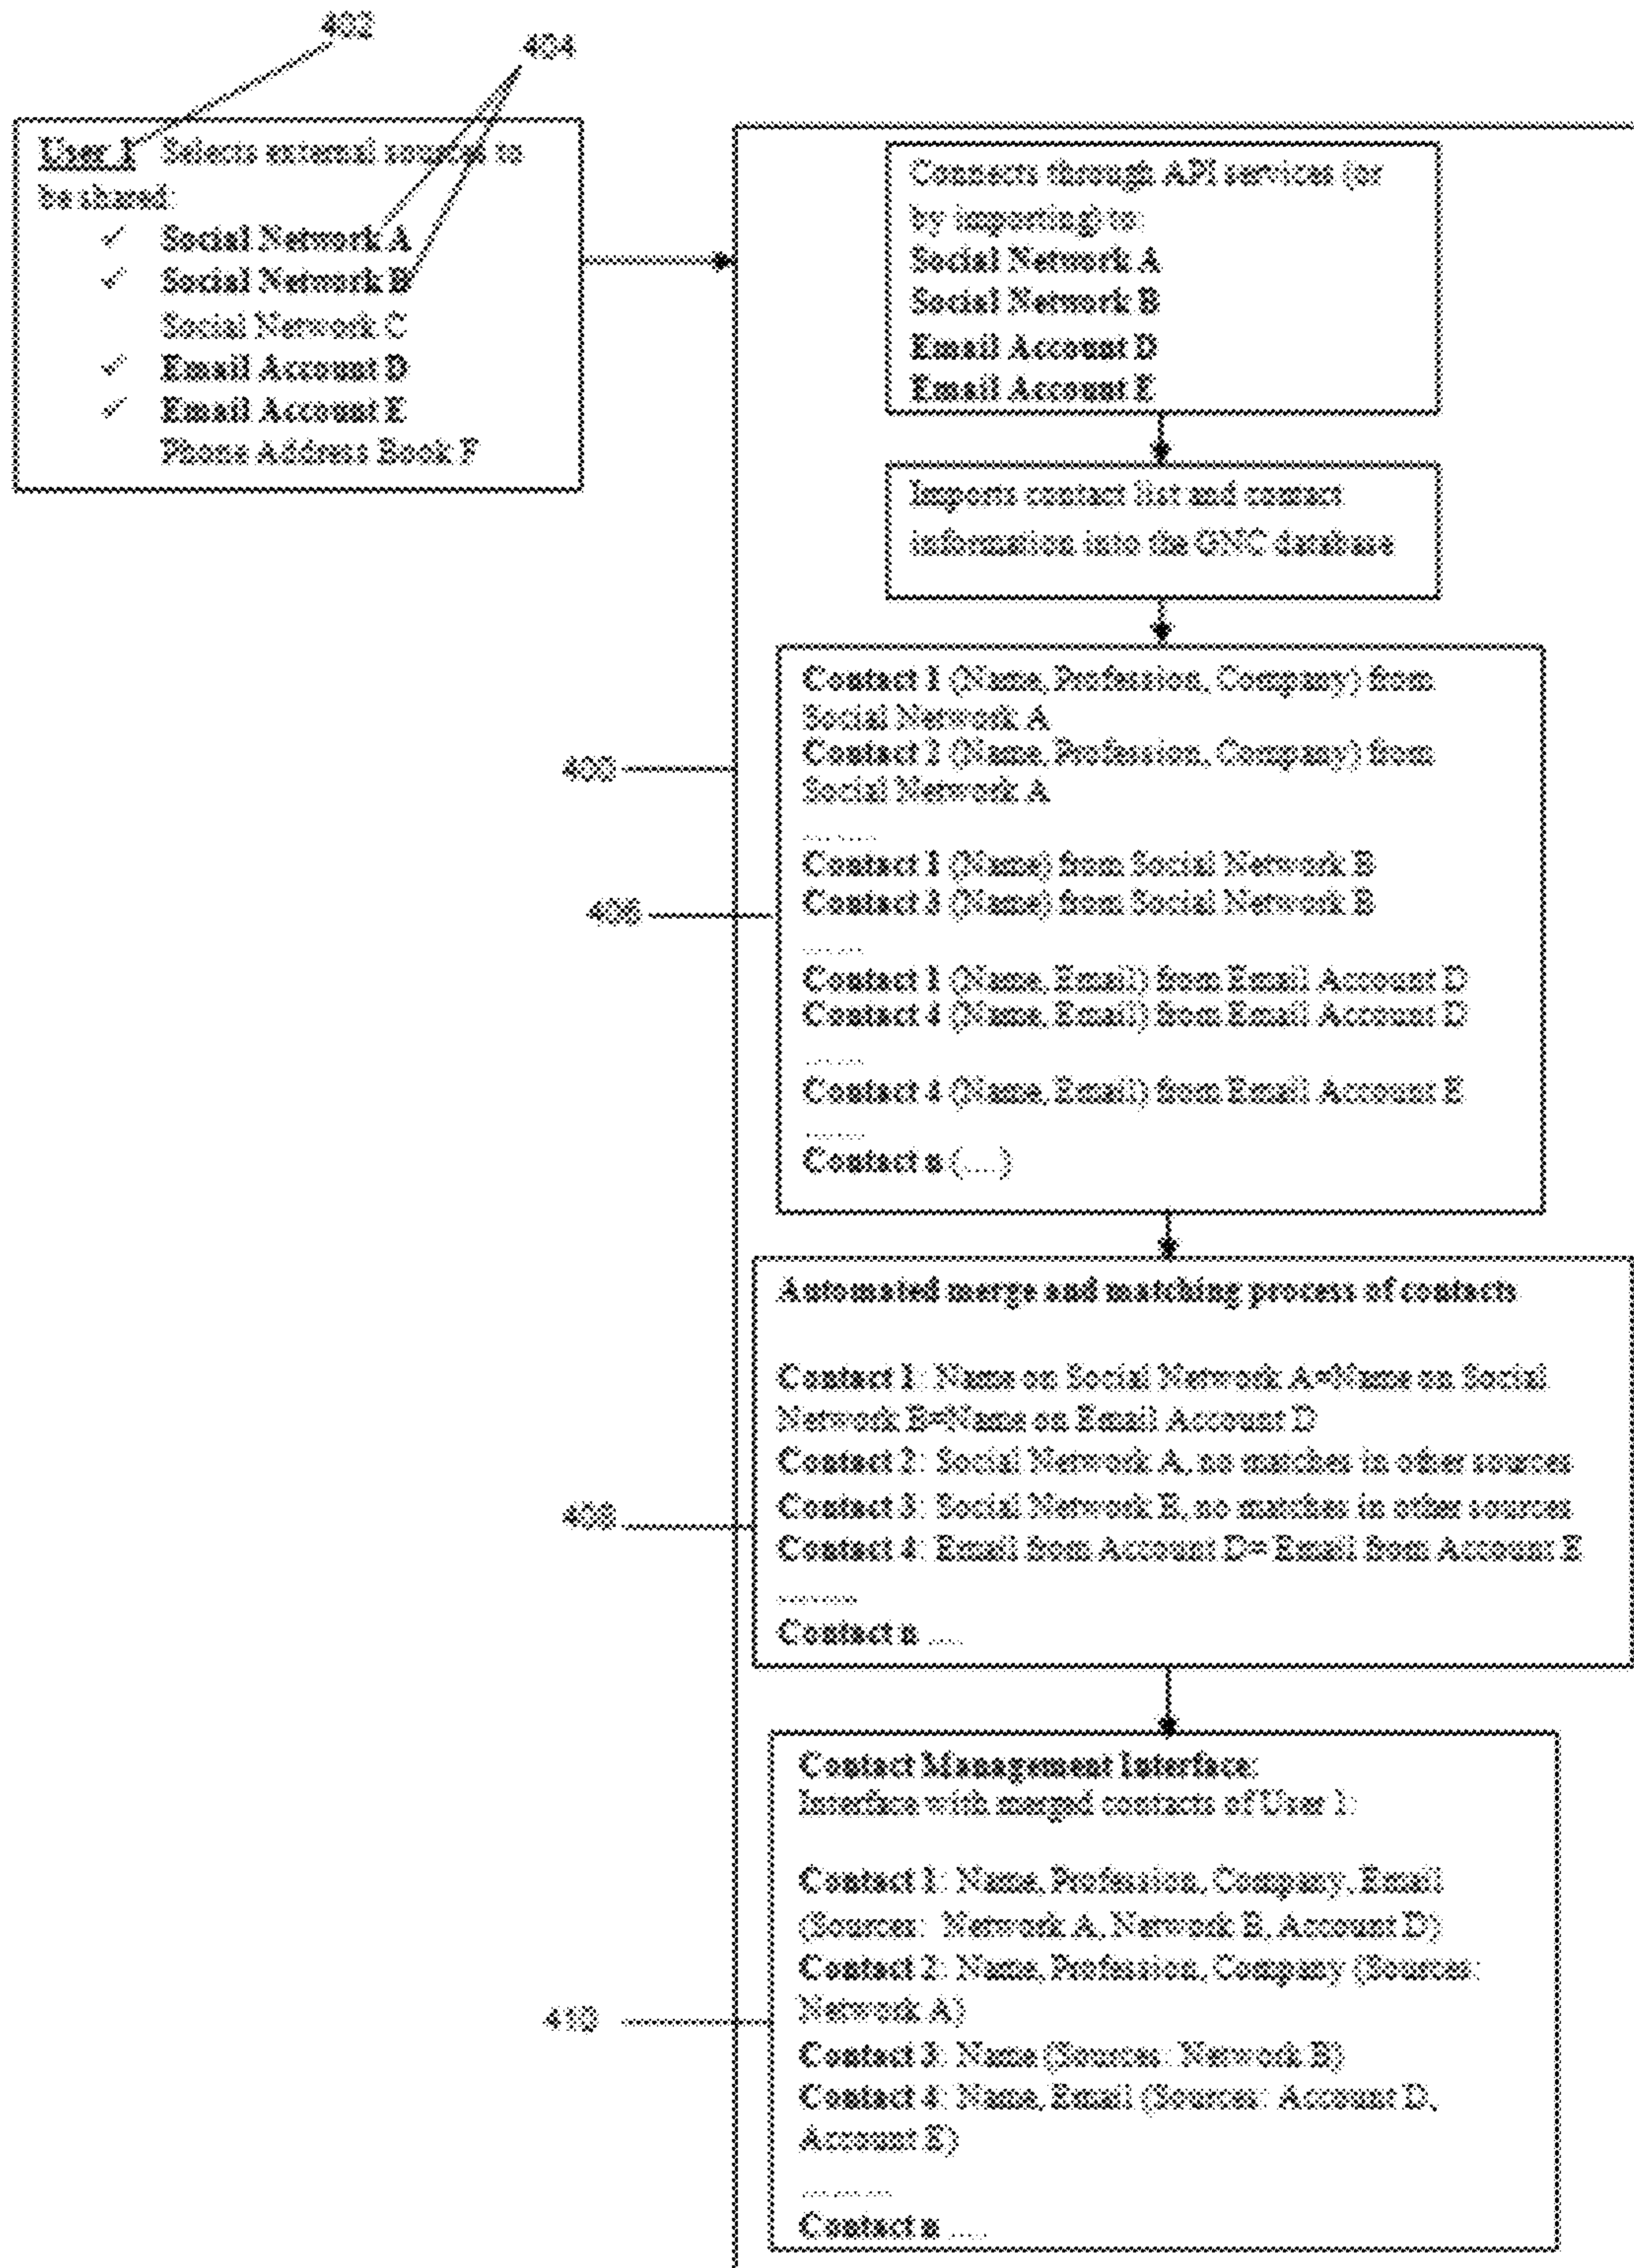 402
404
User 1 Selects external sources to
be shared:
✓ Social Network A
✓ Social Network B
Social Network C
✓ Email Account D
✓ Email Account E
Phone Address Book F
Connects through API services (or
by importing) to:
Social Network A
Social Network B
Email Account D
Email Account E
Imports contact list and contact
information into the GNC database
Contact 1 (Name, Profession, Company) from
Social Network A
Contact 2 (Name, Profession, Company) from
Social Network A
........
Contact 1 (Name) from Social Network B
Contact 3 (Name) from Social Network B
.......
Contact 1 (Name, Email) from Email Account D
Contact 4 (Name, Email) from Email Account D
.......
Contact 4 (Name, Email) from Email Account E
.......
Contact n (....)
406
Automated merge and matching process of contacts
Contact 1: Name on Social Network A=Name on Social
Network B=Name on Email Account D
Contact 2: Social Network A, no matches in other sources
Contact 3: Social Network B, no matches in other sources
Contact 4: Email from Account D= Email from Account E
.........
Contact n ....
Contact Management Interface:
Interface with merged contacts of User 1:
Contact 1: Name, Profession, Company, Email
(Sources: Network A, Network B, Account D)
Contact 2: Name, Profession, Company (Sources:
Network A)
410
Contact 3: Name (Sources: Network B)
Contact 4: Name, Email (Sources: Account D,
Account E)
.........
Contact n ....